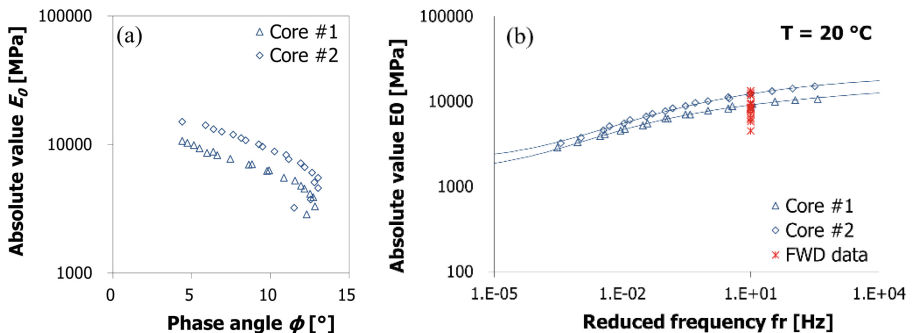 (a)
Core #1
Core #2
Absolute value E₀ [MPa]
100000
10000
1000
0
5
10
15
Phase angle ϕ [°]
(b)
T = 20 °C
Absolute value E0 [MPa]
100000
10000
1000
100
Core #1
Core #2
FWD data
1.E-05
1.E-02
1.E+01
1.E+04
Reduced frequency fr [Hz]